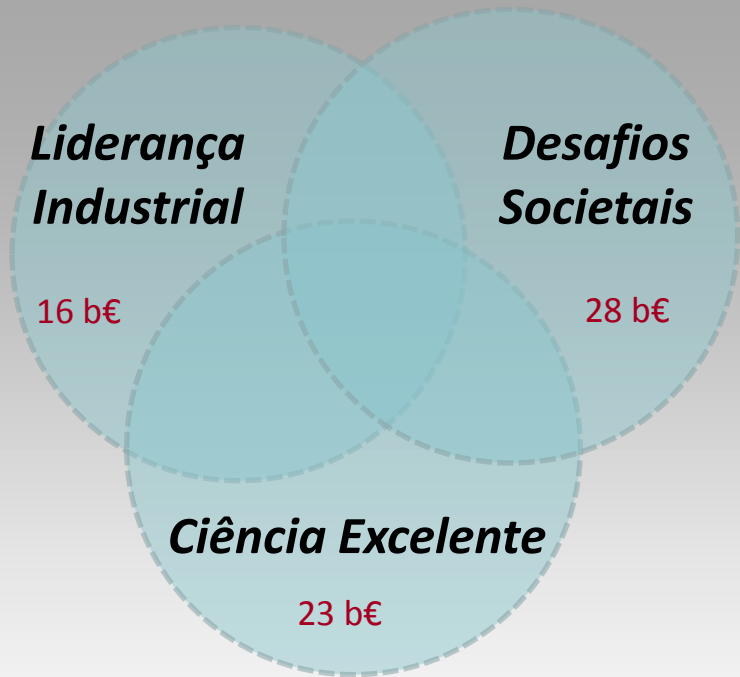 Liderança
Industrial
16 b€
Desafios
Societais
28 b€
Ciência Excelente
23 b€